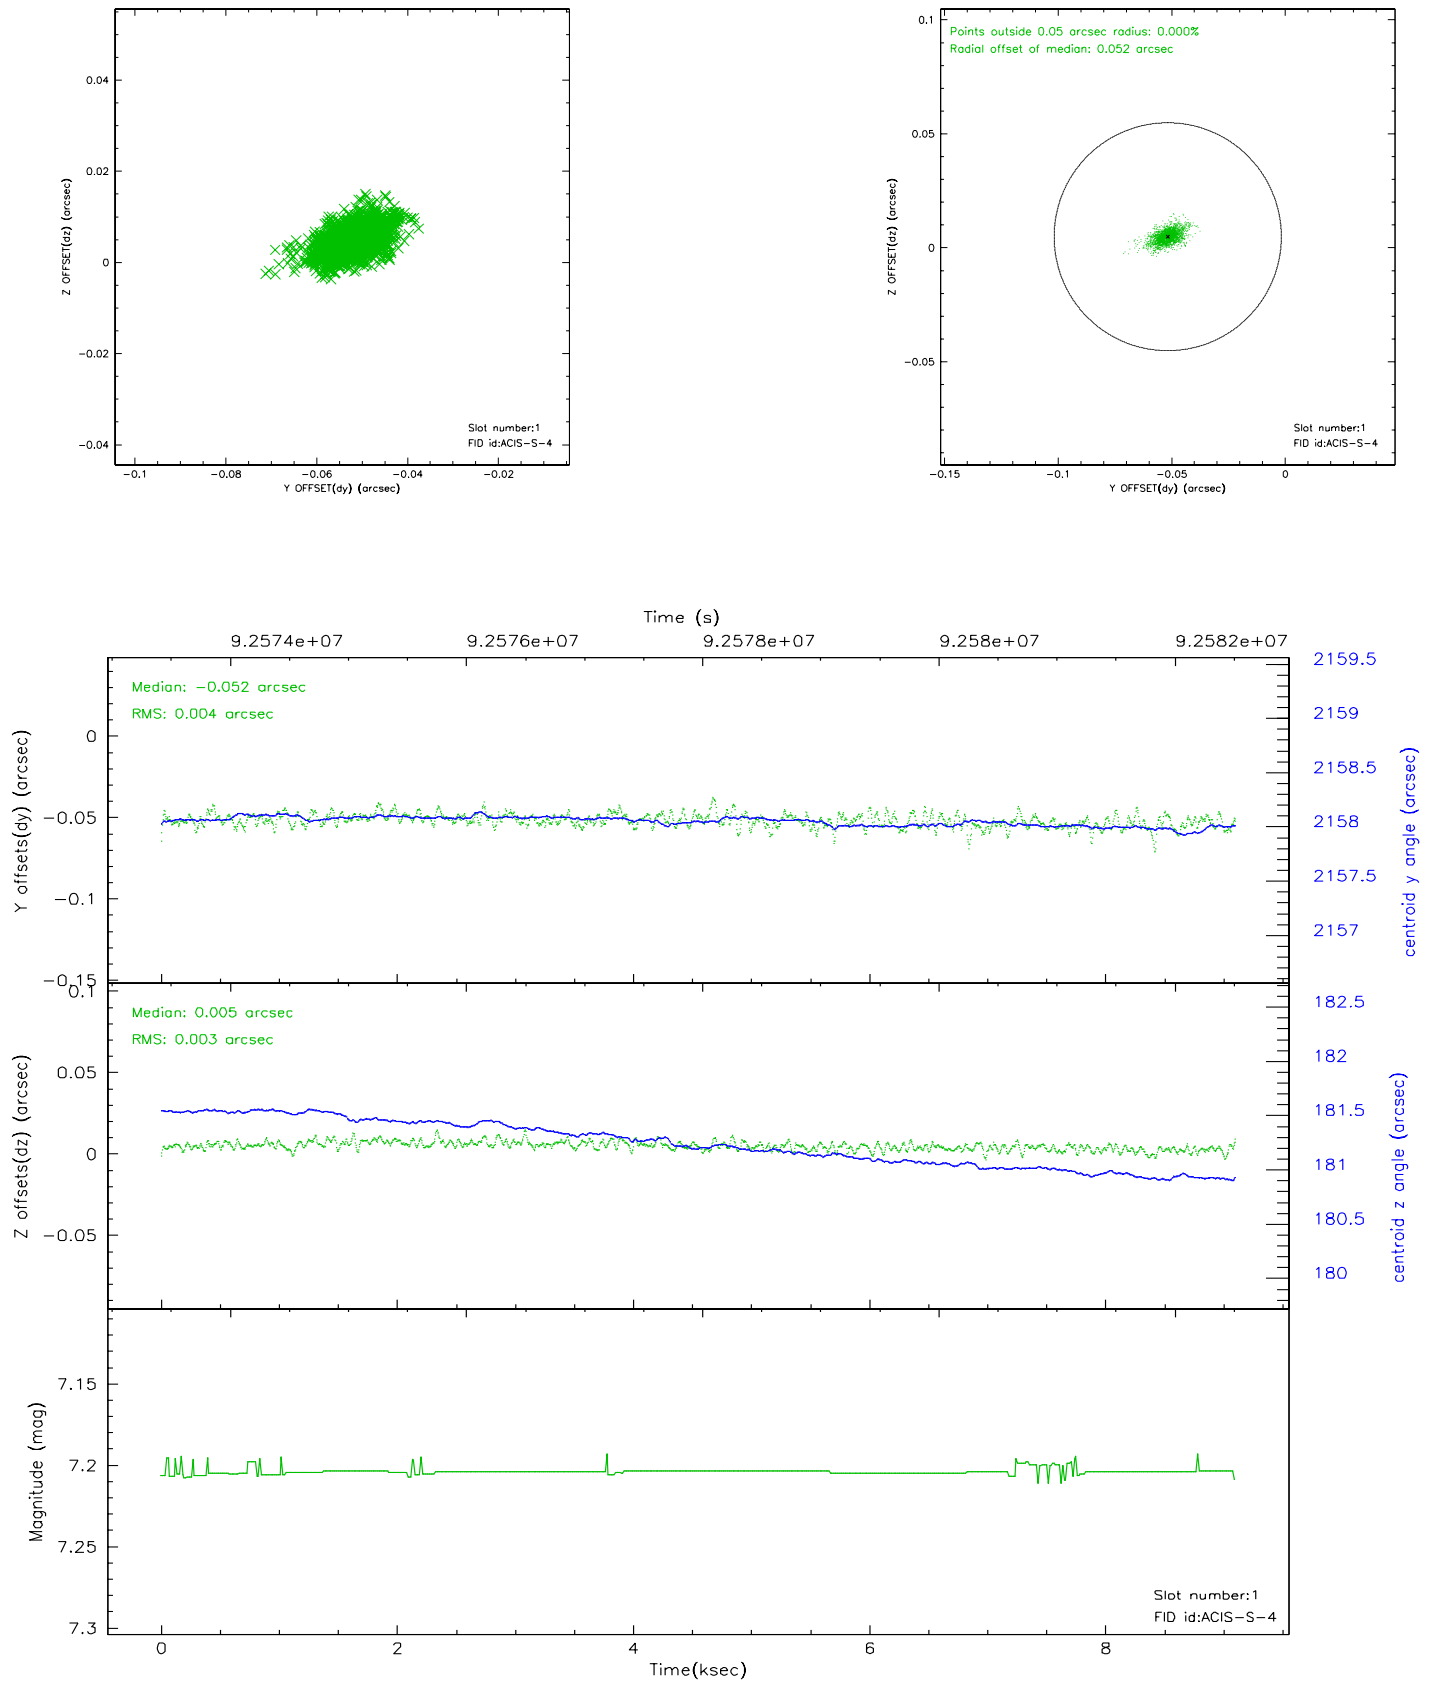 0.04
0.02
0
−0.02
−0.04
Z OFFSET(dz) (arcsec)
Slot number:1
FID id:ACIS−S−4
−0.1
−0.08
−0.06
−0.04
−0.02
Y OFFSET(dy) (arcsec)
Points outside 0.05 arcsec radius: 0.000%
Radial offset of median: 0.052 arcsec
0.1
0.05
0
−0.05
Z OFFSET(dz) (arcsec)
Slot number:1
FID id:ACIS−S−4
−0.15
−0.1
−0.05
0
Y OFFSET(dy) (arcsec)
Time (s)
9.2574e+07
9.2576e+07
9.2578e+07
9.258e+07
9.2582e+07
Median: −0.052 arcsec
RMS: 0.004 arcsec
0
−0.05
−0.1
−0.15
Y offsets(dy) (arcsec)
2159.5
2159
2158.5
2158
2157.5
2157
centroid y angle (arcsec)
Median: 0.005 arcsec
RMS: 0.003 arcsec
0.1
0.05
0
−0.05
Z offsets(dz) (arcsec)
182.5
182
181.5
181
180.5
180
centroid z angle (arcsec)
7.15
7.2
7.25
7.3
Magnitude (mag)
Slot number:1
FID id:ACIS−S−4
0
2
4
6
8
Time(ksec)